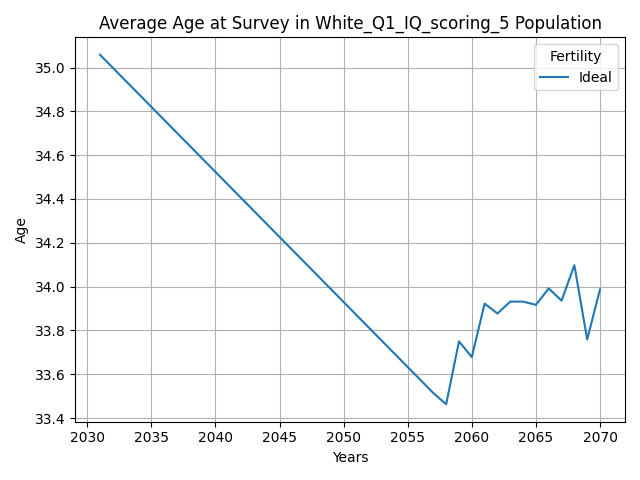 Average Age at Survey in White_Q1_IQ_scoring_5 Population
Fertility
Ideal
Age
35.0
34.8
34.6
34.4
34.2
34.0
33.8
33.6
33.4
2030 2035 2040 2045 2050 2055 2060 2065 2070
Years